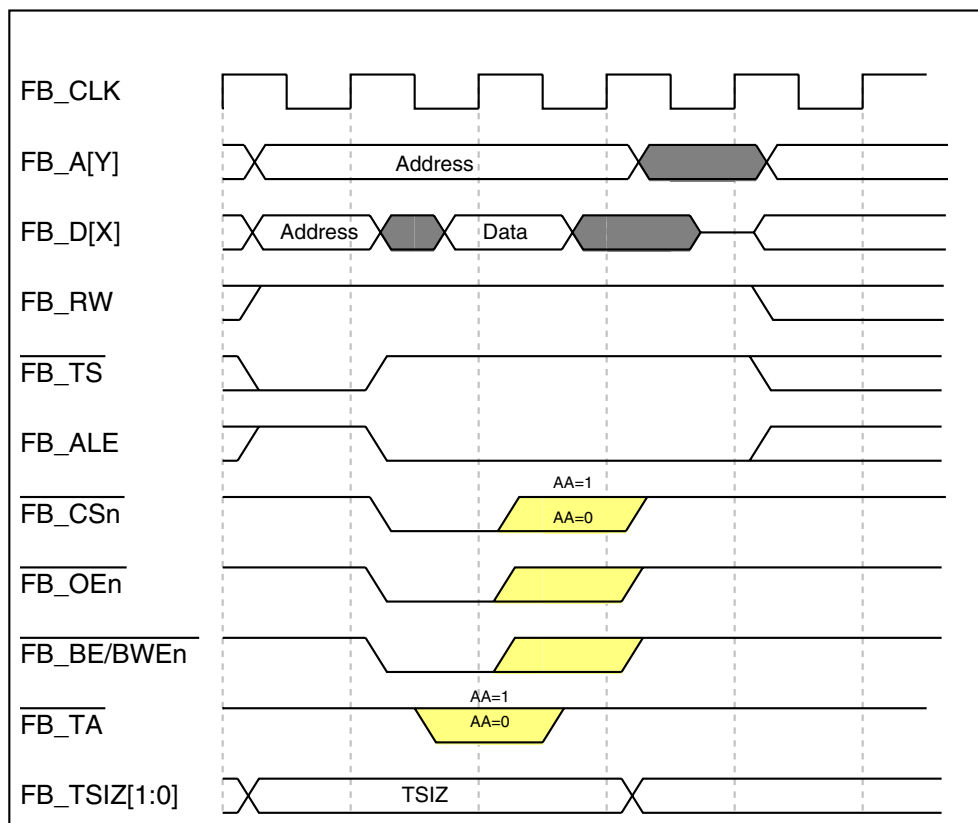 FB_CLK
FB_A[Y]
Address
FB_D[X]
Address
Data
FB_RW
FB_TS
FB_ALE
AA=1
FB_CSn
AA=0
FB_OEn
FB_BE/BWEn
AA=1
FB_TA
AA=0
FB_TSIZ[1:0]
TSIZ